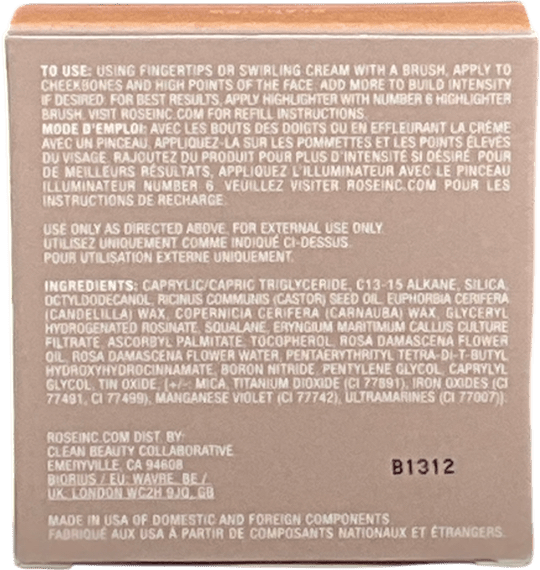 TO USE: USING FINGERTIPS OR SWIRLING CREAM WITH A BRUSH, APPLY TO
CHEEKBONES AND HIGH POINTS OF THE FACE. ADD MORE TO BUILD INTENSITY
IF DESIRED. FOR BEST RESULTS, APPLY HIGHLIGHTER WITH NUMBER 6 HIGHLIGHTER
BRUSH. VISIT ROSEINC.COM FOR REFILL INSTRUCTIONS.
MODE D'EMPLOI: AVEC LES BOUTS DES DOIGTS OU EN EFFLEURANT LA CRÈME
AVEC UN PINCEAU, APPLIQUEZ-LA SUR LES POMMETTES ET LES POINTS ÉLEVÉS
DU VISAGE. RAJOUTEZ DU PRODUIT POUR PLUS D'INTENSITÉ SI DÉSIRÉ. POUR
DE MEILLEURS RÉSULTATS, APPLIQUEZ L'ILLUMINATEUR AVEC LE PINCEAU
ILLUMINATEUR NUMBER 6. VEUILLEZ VISITER ROSEINC.COM POUR LES
INSTRUCTIONS DE RECHARGE.
USE ONLY AS DIRECTED ABOVE. FOR EXTERNAL USE ONLY.
UTILISEZ UNIQUEMENT COMME INDIQUÉ CI-DESSUS.
POUR UTILISATION EXTERNE UNIQUEMENT.
INGREDIENTS: CAPRYLIC/CAPRIC TRIGLYCERIDE, C13-15 ALKANE, SILICA,
OCTYLDODECANOL, RICINUS COMMUNIS (CASTOR) SEED OIL, EUPHORBIA CERIFERA
(CANDELILLA) WAX, COPERNICIA CERIFERA (CARNAUBA) WAX, GLYCERYL
HYDROGENATED ROSINATE, SQUALANE, ERYNGIUM MARITIMUM CALLUS CULTURE
FILTRATE, ASCORBYL PALMITATE, TOCOPHEROL, ROSA DAMASCENA FLOWER
OIL, ROSA DAMASCENA FLOWER WATER, PENTAERYTHRITYL TETRA-DI-T-BUTYL
HYDROXYHYDROCINNAMATE, BORON NITRIDE, PENTYLENE GLYCOL, CAPRYLYL
GLYCOL, TIN OXIDE, [+/-: MICA, TITANIUM DIOXIDE (CI 77891), IRON OXIDES (CI
77491, CI 77499), MANGANESE VIOLET (CI 77742), ULTRAMARINES (CI 77007)].
ROSEINC.COM DIST. BY:
CLEAN BEAUTY COLLABORATIVE
EMERYVILLE, CA 94608
BIORIUS / EU: WAVRE, BE /
UK, LONDON WC2H 9JQ, GB
B1312
MADE IN USA OF DOMESTIC AND FOREIGN COMPONENTS
FABRIQUÉ AUX USA À PARTIR DE COMPOSANTS NATIONAUX ET ÉTRANGERS.